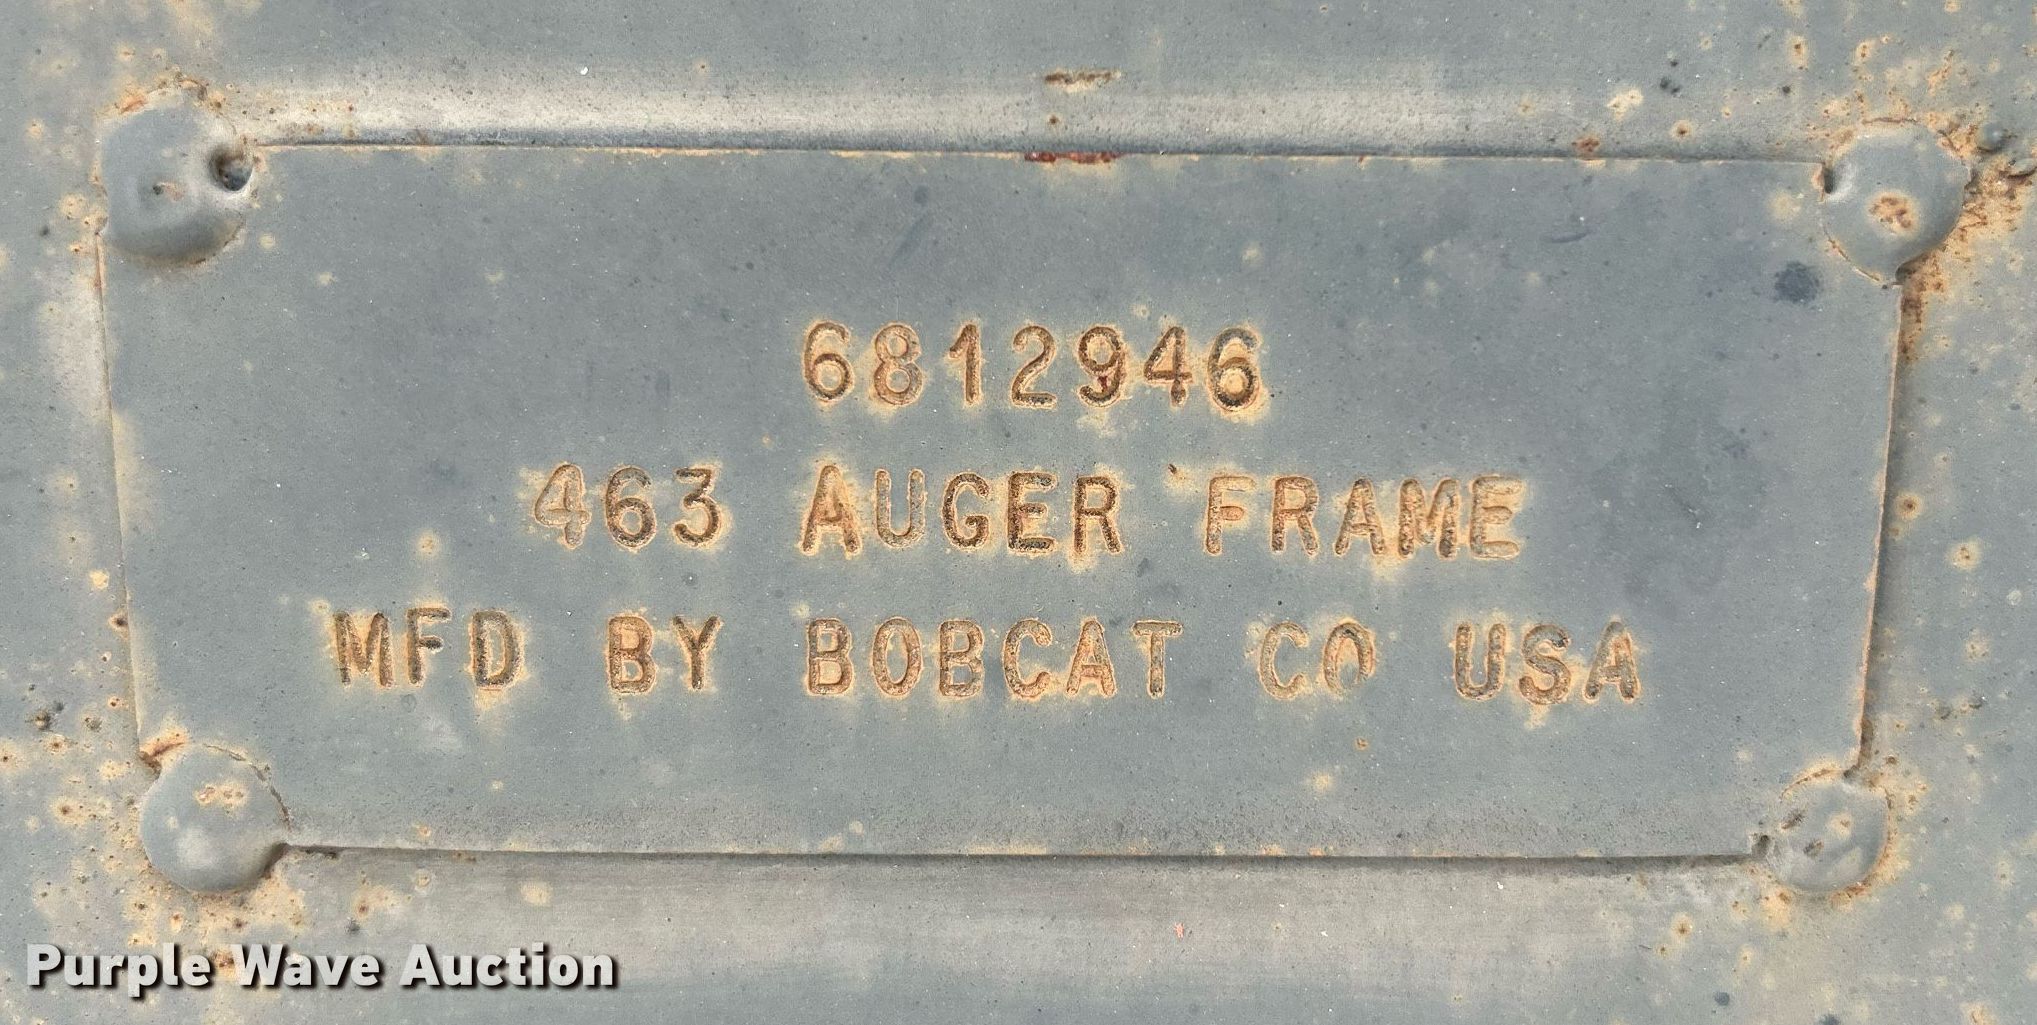 6812946
463 AUGER FRAME
MFD BY BOBCAT CO USA
Purple Wave Auction